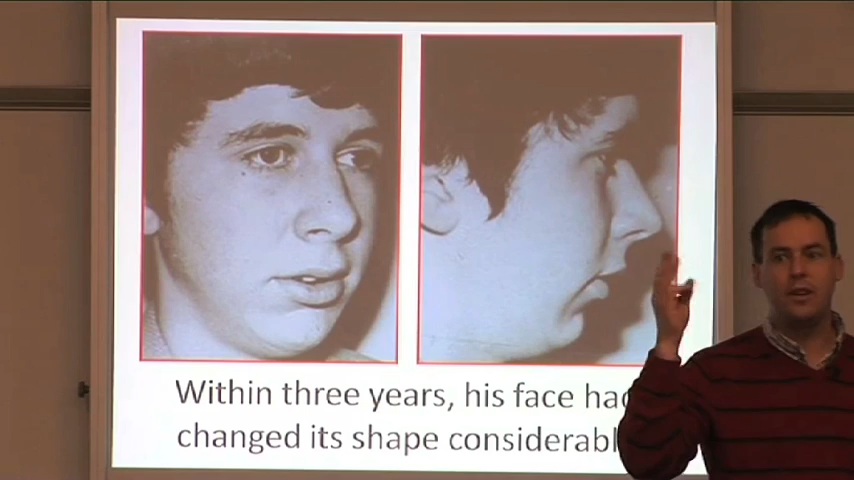 Within three years, his face had
changed its shape considerabl